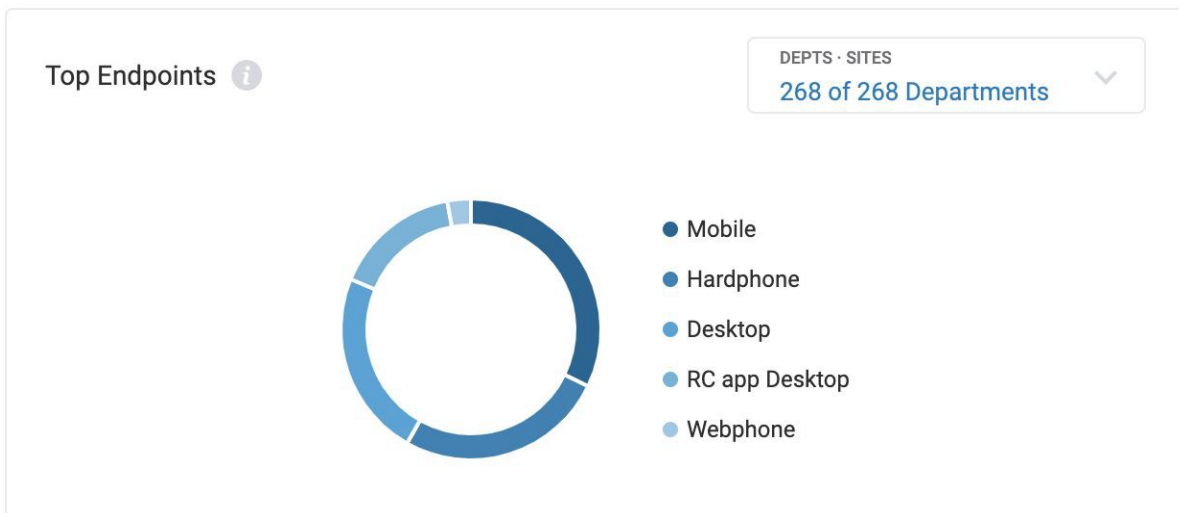 Top Endpoints
i
DEPTS · SITES
268 of 268 Departments
Mobile
Hardphone
Desktop
RC app Desktop
Webphone